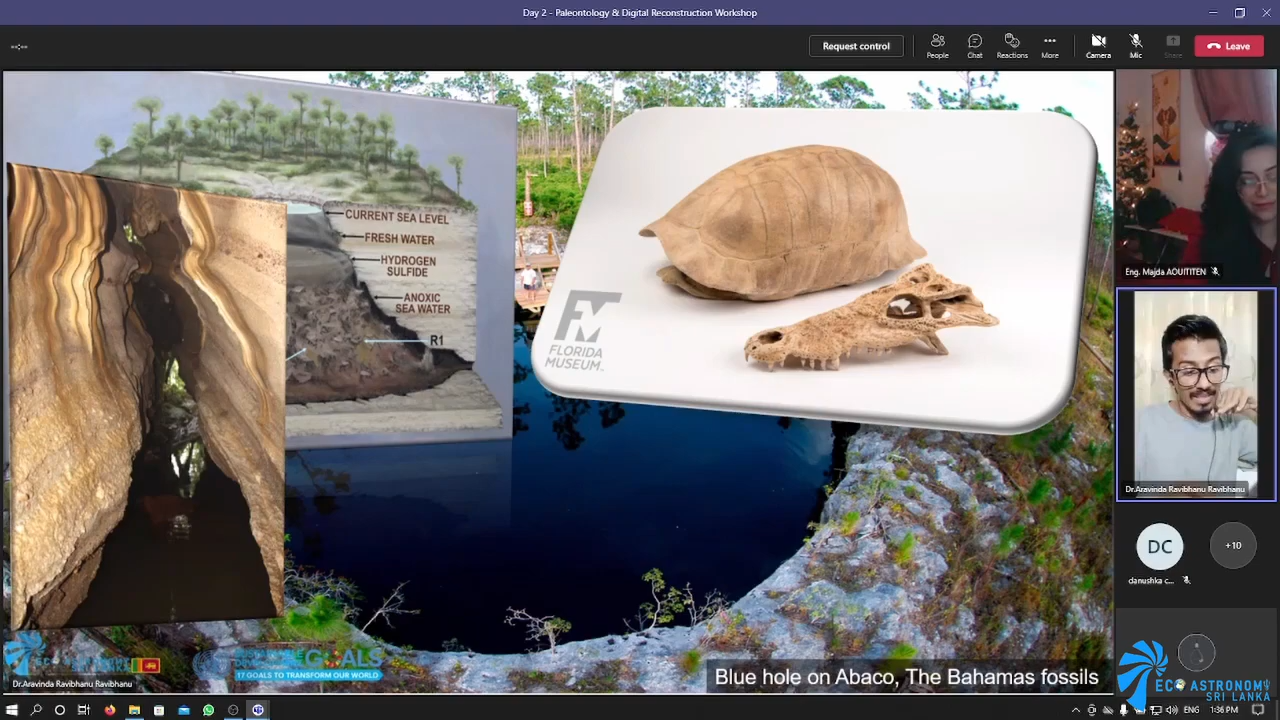 Day 2 - Paleontology & Digital Reconstruction Workshop
Request control
People
Chat
Reactions
More
Camera
Mic
Share
Leave
CURRENT SEA LEVEL
FRESH WATER
HYDROGEN
SULFIDE
ANOXIC
SEA WATER
R1
FLORIDA
MUSEUM
Eng. Majda AOUITITEN
Dr.Aravinda Ravibhanu Ravibhanu
DC
danushka c...
+10
GOALS
17 GOALS TO TRANSFORM OUR WORLD
Dr.Aravinda Ravibhanu Ravibhanu
Blue hole on Abaco, The Bahamas fossils
ECO ASTRONOMY
SRI LANKA
ENG
1:36 PM